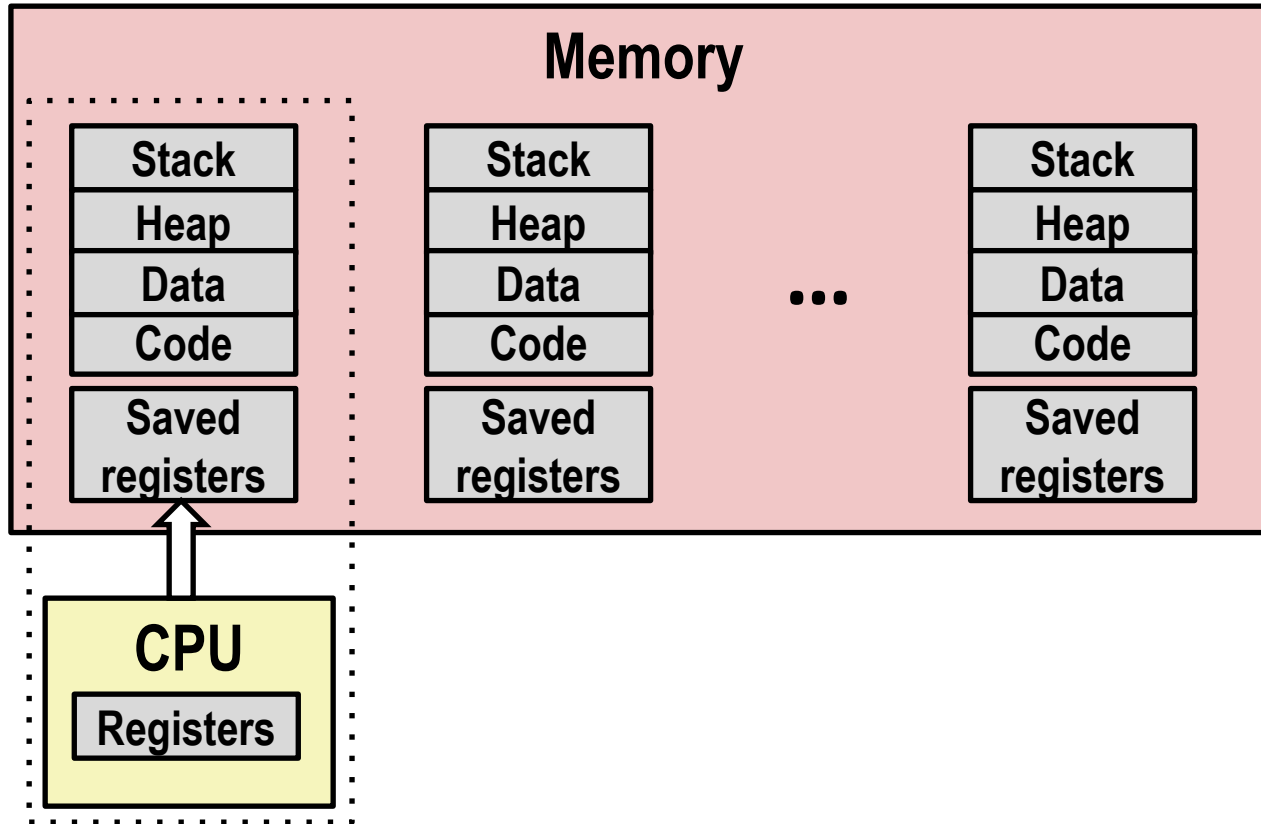 Memory
Stack
Heap
Data
Code
Saved
registers
Stack
Heap
Data
Code
Saved
registers
...
Stack
Heap
Data
Code
Saved
registers
CPU
Registers